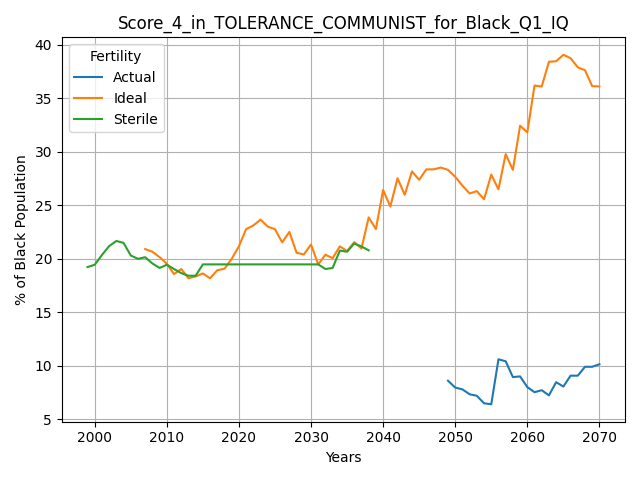 Score_4_in_TOLERANCE_COMMUNIST_for_Black_Q1_IQ
Fertility
Actual
Ideal
Sterile
% of Black Population
40
35
30
25
20
15
10
5
2000 2010 2020 2030 2040 2050 2060 2070
Years